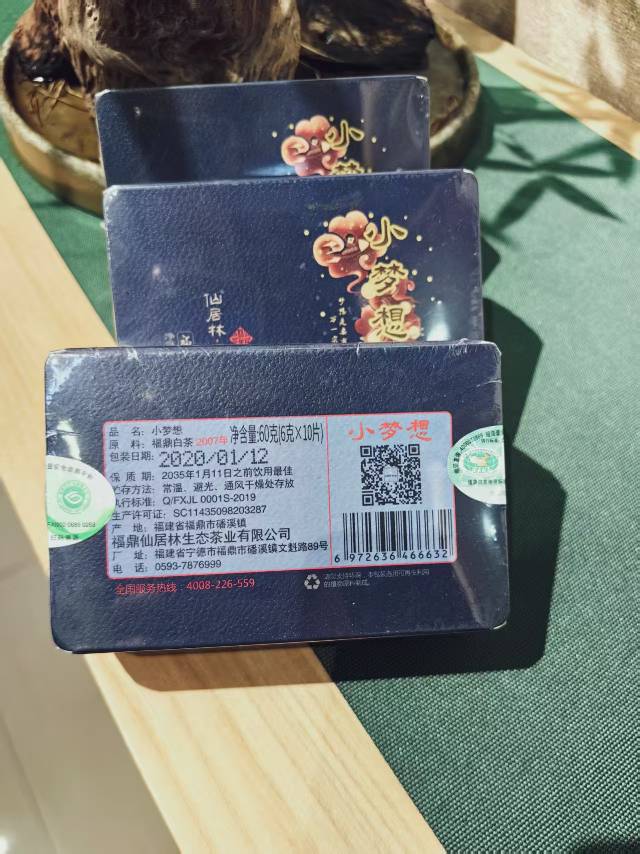 小
梦
小
梦
想
仙居林
品 名: 小梦想
原 料: 福鼎白茶 2007年 净含量:60克(6克×10片)
包装日期: 2020/01/12
保 质 期: 2035年1月11日之前饮用最佳
贮存方法: 常温、避光、通风干燥处存放
执行标准: Q/FXJL 0001S-2019
生产许可证: SC11435098203287
产 地: 福建省福鼎市磻溪镇
福鼎仙居林生态茶业有限公司
厂 址: 福建省宁德市福鼎市磻溪镇文魁路89号
电 话: 0593-7876999
全国服务热线: 4008-226-559
小梦想
6 972636 466632